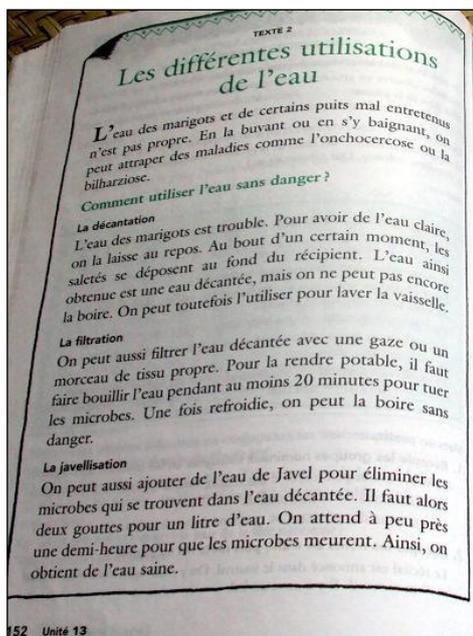 TEXTE 2
Les différentes utilisations
de l'eau
L'eau des marigots et de certains puits mal entretenus
n'est pas propre. En la buvant ou en s'y baignant, on
peut attraper des maladies comme l'onchocercose ou la
bilharziose.
Comment utiliser l'eau sans danger ?
La décantation
L'eau des marigots est trouble. Pour avoir de l'eau claire,
on la laisse au repos. Au bout d'un certain moment, les
saletés se déposent au fond du récipient. L'eau ainsi
obtenue est une eau décantée, mais on ne peut pas encore
la boire. On peut toutefois l'utiliser pour laver la vaisselle.
La filtration
On peut aussi filtrer l'eau décantée avec une gaze ou un
morceau de tissu propre. Pour la rendre potable, il faut
faire bouillir l'eau pendant au moins 20 minutes pour tuer
les microbes. Une fois refroidie, on peut la boire sans
danger.
La javellisation
On peut aussi ajouter de l'eau de Javel pour éliminer les
microbes qui se trouvent dans l'eau décantée. Il faut alors
deux gouttes pour un litre d'eau. On attend à peu près
une demi-heure pour que les microbes meurent. Ainsi, on
obtient de l'eau saine.
152 Unité 13